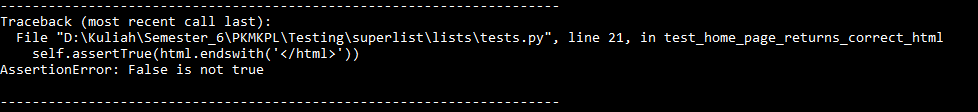 ----------------------------------------------------------------------
Traceback (most recent call last):
  File "D:\Kuliah\Semester_6\PKMKPL\Testing\superlist\lists\tests.py", line 21, in test_home_page_returns_correct_html
    self.assertTrue(html.endswith('</html>'))
AssertionError: False is not true
----------------------------------------------------------------------